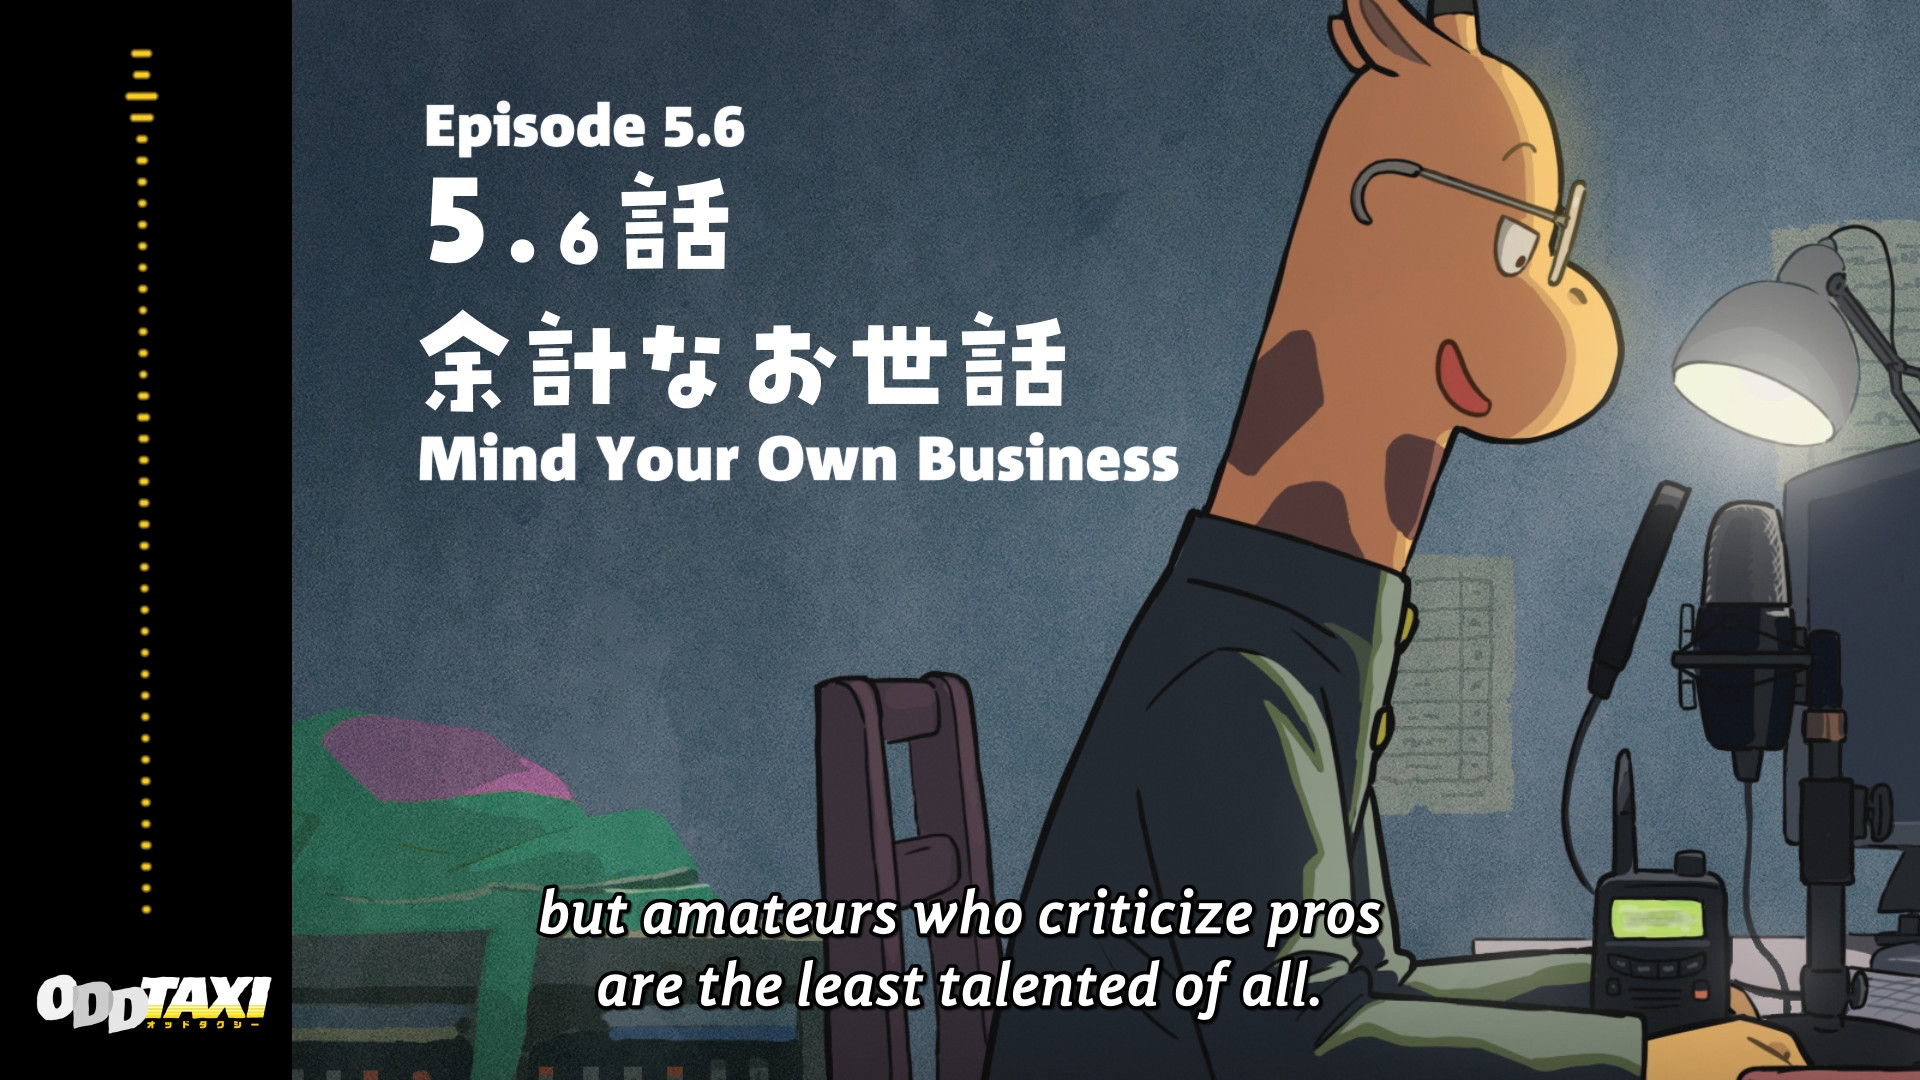 Episode 5.6
5.6話
余計なお世話
Mind Your Own Business
but amateurs who criticize pros
are the least talented of all.
ODDTAXI
オッドタクシー